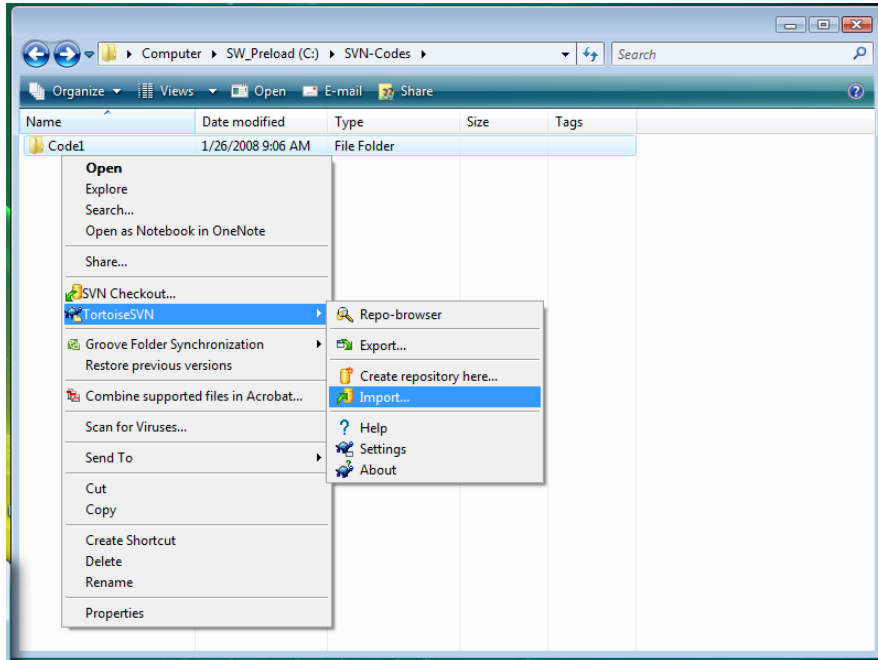 Computer ▸ SW_Preload (C:) ▸ SVN-Codes ▸
Search
Organize Views Open E-mail Share
Name Date modified Type Size Tags
Code1 1/26/2008 9:06 AM File Folder
Open
Explore
Search...
Open as Notebook in OneNote
Share...
SVN Checkout...
TortoiseSVN
Groove Folder Synchronization
Restore previous versions
Combine supported files in Acrobat...
Scan for Viruses...
Send To
Cut
Copy
Create Shortcut
Delete
Rename
Properties
Repo-browser
Export...
Create repository here...
Import...
? Help
Settings
About